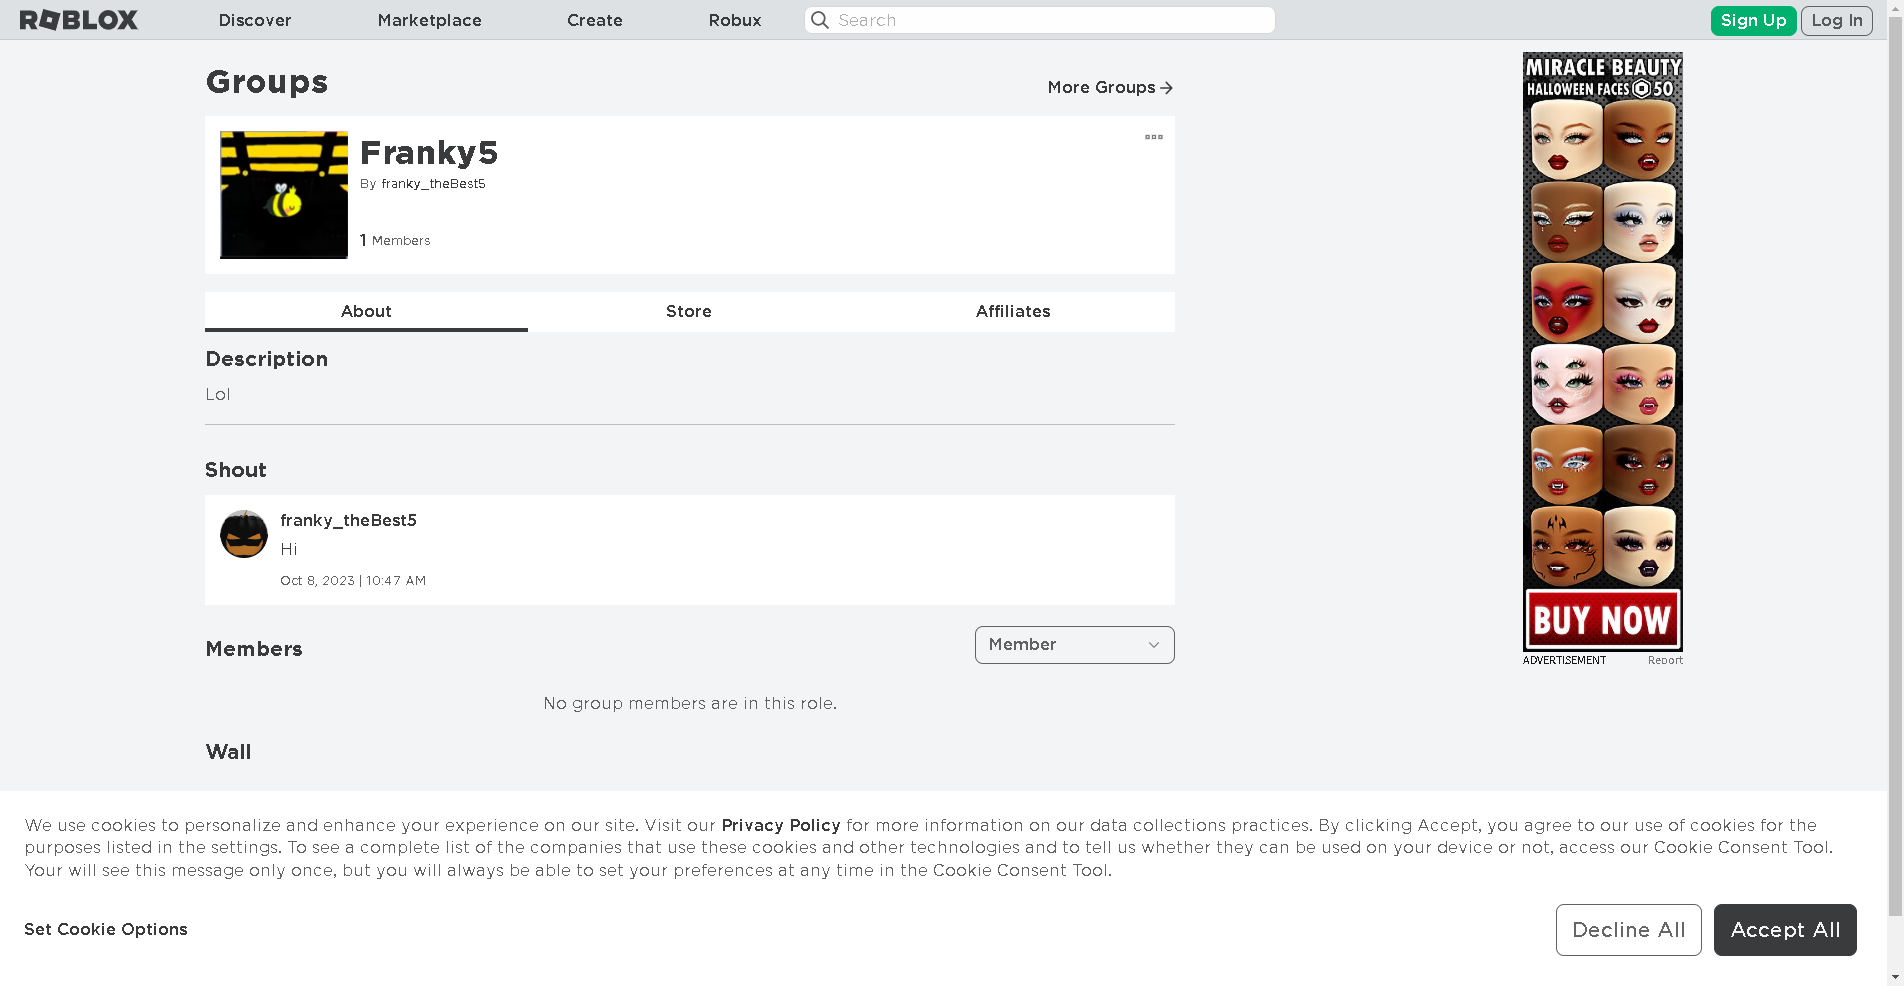 ROBLOX
Discover
Marketplace
Create
Robux
Search
Sign Up
Log In
Groups
More Groups
Franky5
By franky_theBest5
1 Members
About
Store
Affiliates
Description
Lol
Shout
franky_theBest5
Hi
Oct 8, 2023 | 10:47 AM
Members
Member
No group members are in this role.
Wall
MIRACLE BEAUTY
HALLOWEEN FACES 50
BUY NOW
ADVERTISEMENT
Report
We use cookies to personalize and enhance your experience on our site. Visit our Privacy Policy for more information on our data collections practices. By clicking Accept, you agree to our use of cookies for the
purposes listed in the settings. To see a complete list of the companies that use these cookies and other technologies and to tell us whether they can be used on your device or not, access our Cookie Consent Tool.
Your will see this message only once, but you will always be able to set your preferences at any time in the Cookie Consent Tool.
Set Cookie Options
Decline All
Accept All